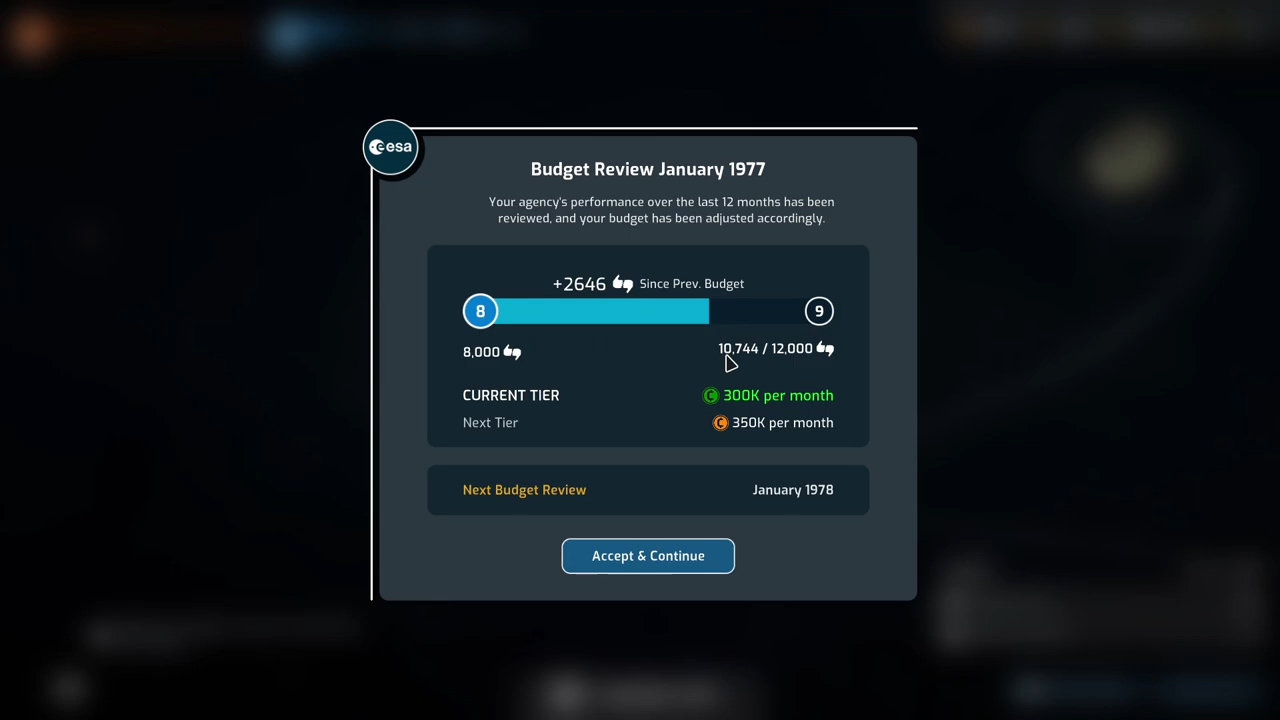 esa
Budget Review January 1977
Your agency's performance over the last 12 months has been
reviewed, and your budget has been adjusted accordingly.
+2646 Since Prev. Budget
8 9
8,000 10,744 / 12,000
CURRENT TIER 300K per month
Next Tier 350K per month
Next Budget Review January 1978
Accept & Continue